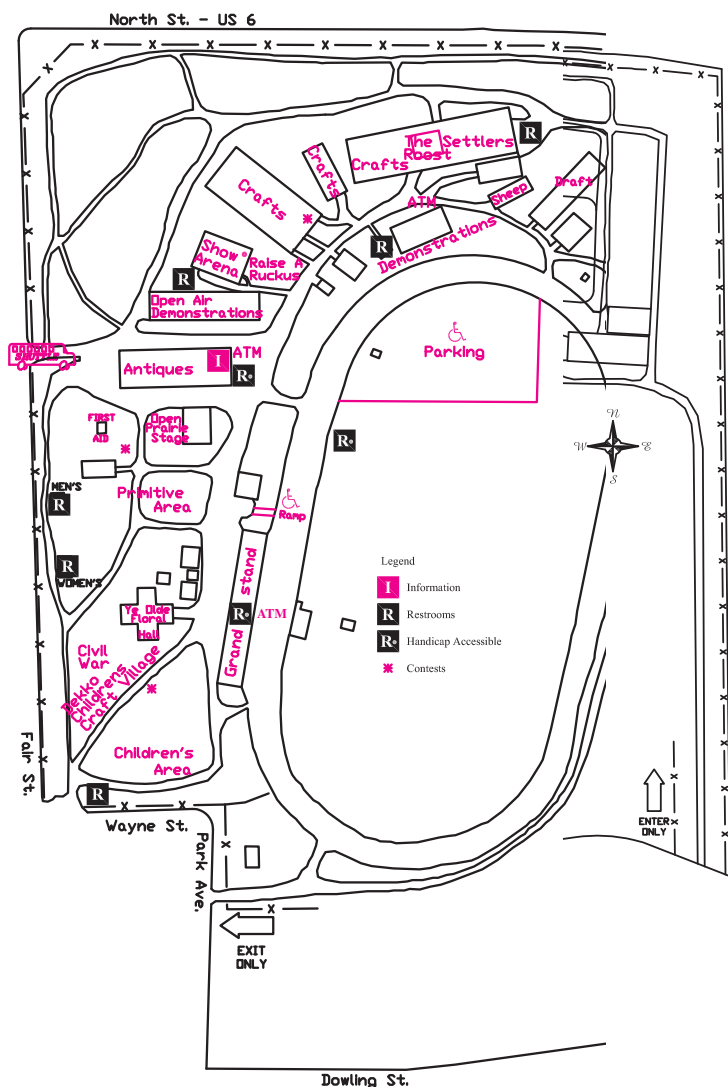 North St. - US 6
The Settlers
Roost
R
Crafts
Crafts
Crafts
Draft
Sheep
ATM
R
Demonstrations
Show
Arena
Raise A
Ruckus
R
Open Air
Demonstrations
SHUTTLE
Antiques
I
ATM
R
Parking
FIRST
AID
Open
Prairie
Stage
R
N
W
E
S
MEN'S
R
Primitive
Area
Ramp
R
WOMEN'S
Grand stand
R
ATM
Legend
I Information
R Restrooms
R Handicap Accessible
Contests
Ye Olde
Floral
Hall
Civil
War
Bekko
Childrens
Craft Village
Children's
Area
Fair St.
R
Wayne St.
Park Ave.
ENTER
ONLY
EXIT
ONLY
Dowling St.